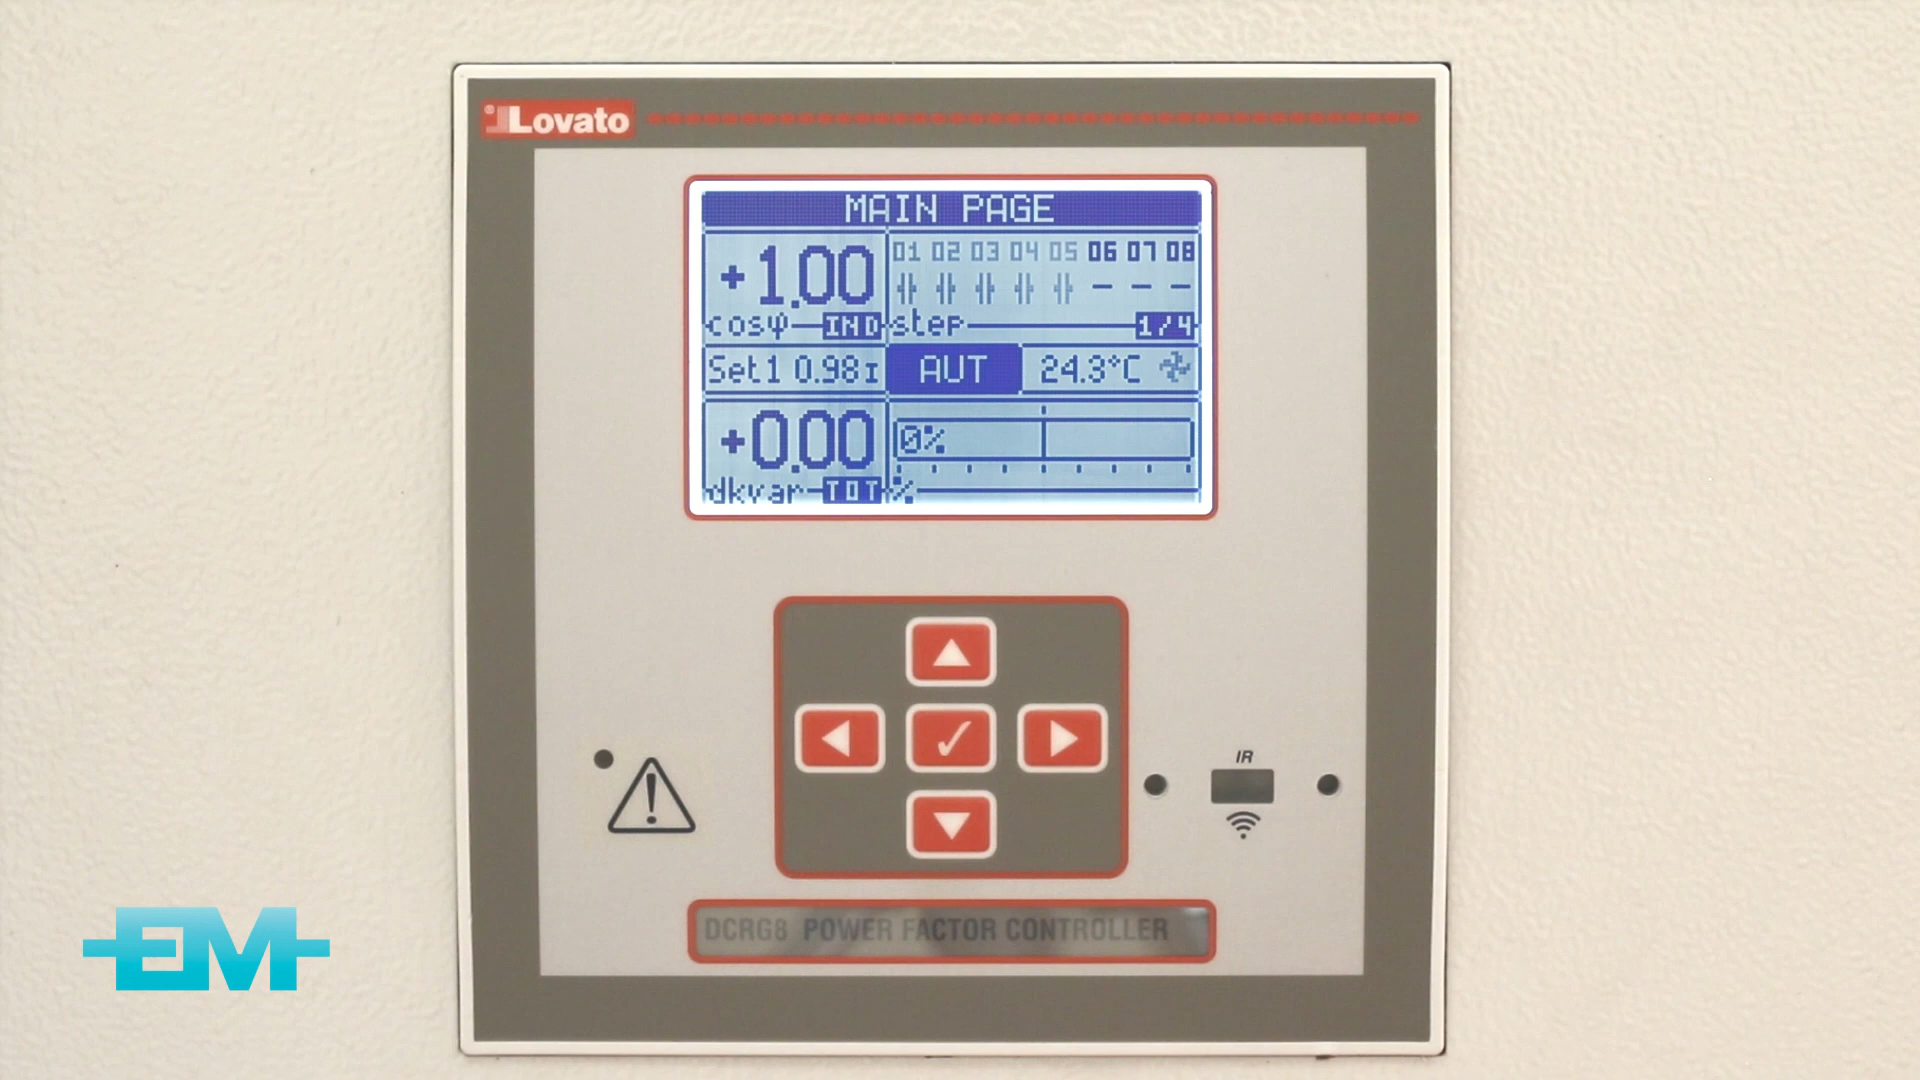 Lovato
MAIN PAGE
+1.00
01 02 03 04 05 06 07 08
cosφ IND
step 1/4
Set1 0.98I
AUT
24.3°C
+0.00
0%
dkvar TOT
%
IR
DCRG8 POWER FACTOR CONTROLLER
EM